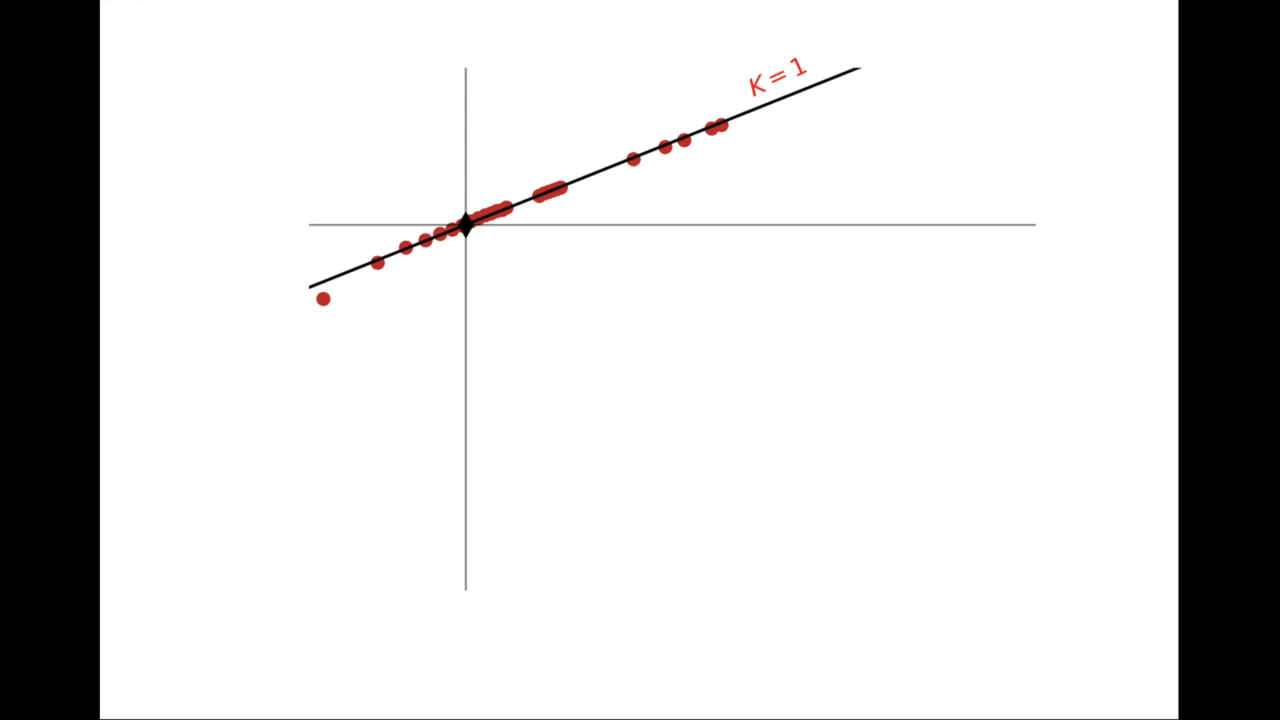 K = 1